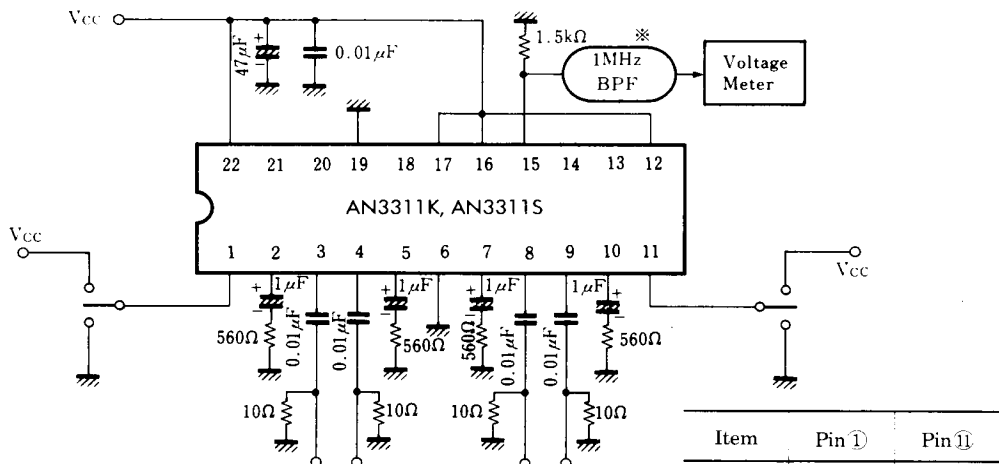 Vcc
47μF
+
−
0.01μF
1.5kΩ
※
1MHz
BPF
Voltage
Meter
22 21 20 19 18 17 16 15 14 13 12
AN3311K, AN3311S
1 2 3 4 5 6 7 8 9 10 11
Vcc
Vcc
+ 1μF
−
560Ω
0.01μF
0.01μF
+ 1μF
−
560Ω
+ 1μF
−
560Ω
0.01μF
0.01μF
1μF +
−
560Ω
10Ω
10Ω
10Ω
10Ω
Item Pin① Pin⑪